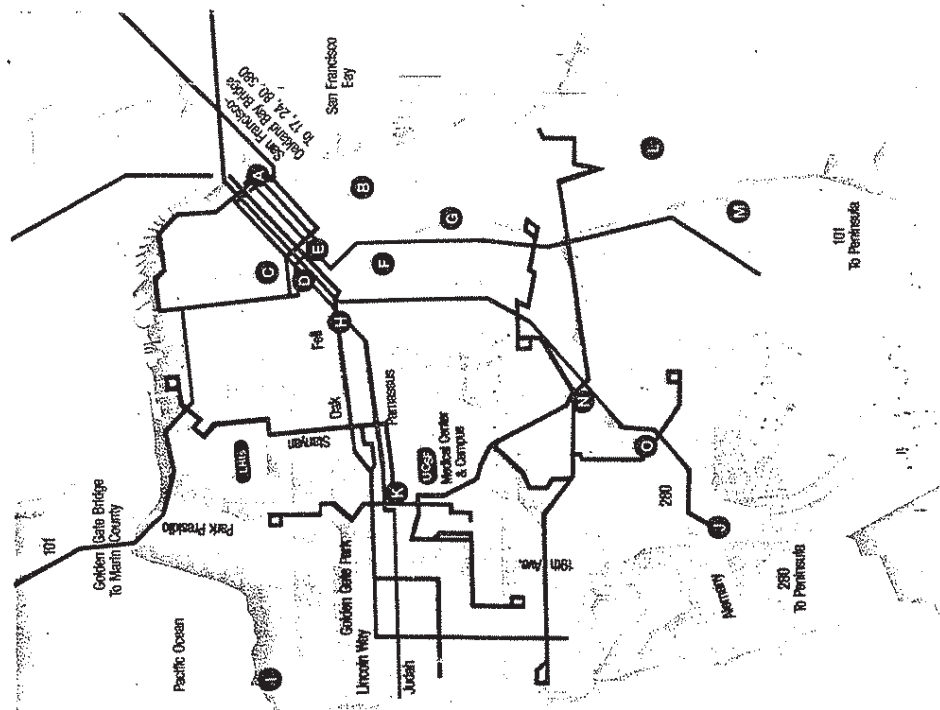 101
Golden Gate Bridge
To Marin County
Pacific Ocean
San Francisco-
Oakland Bay Bridge
To 17, 24, 80, 580
San Francisco
Bay
Park Presidio
Stanyan
Fell
Oak
Parnassus
UCSF
Medical Center
& Campus
Golden Gate Park
Lincoln Way
Judah
19th Ave.
280
280
To Peninsula
101
To Peninsula
A
B
C
D
E
F
G
H
I
J
K
L
M
N
O